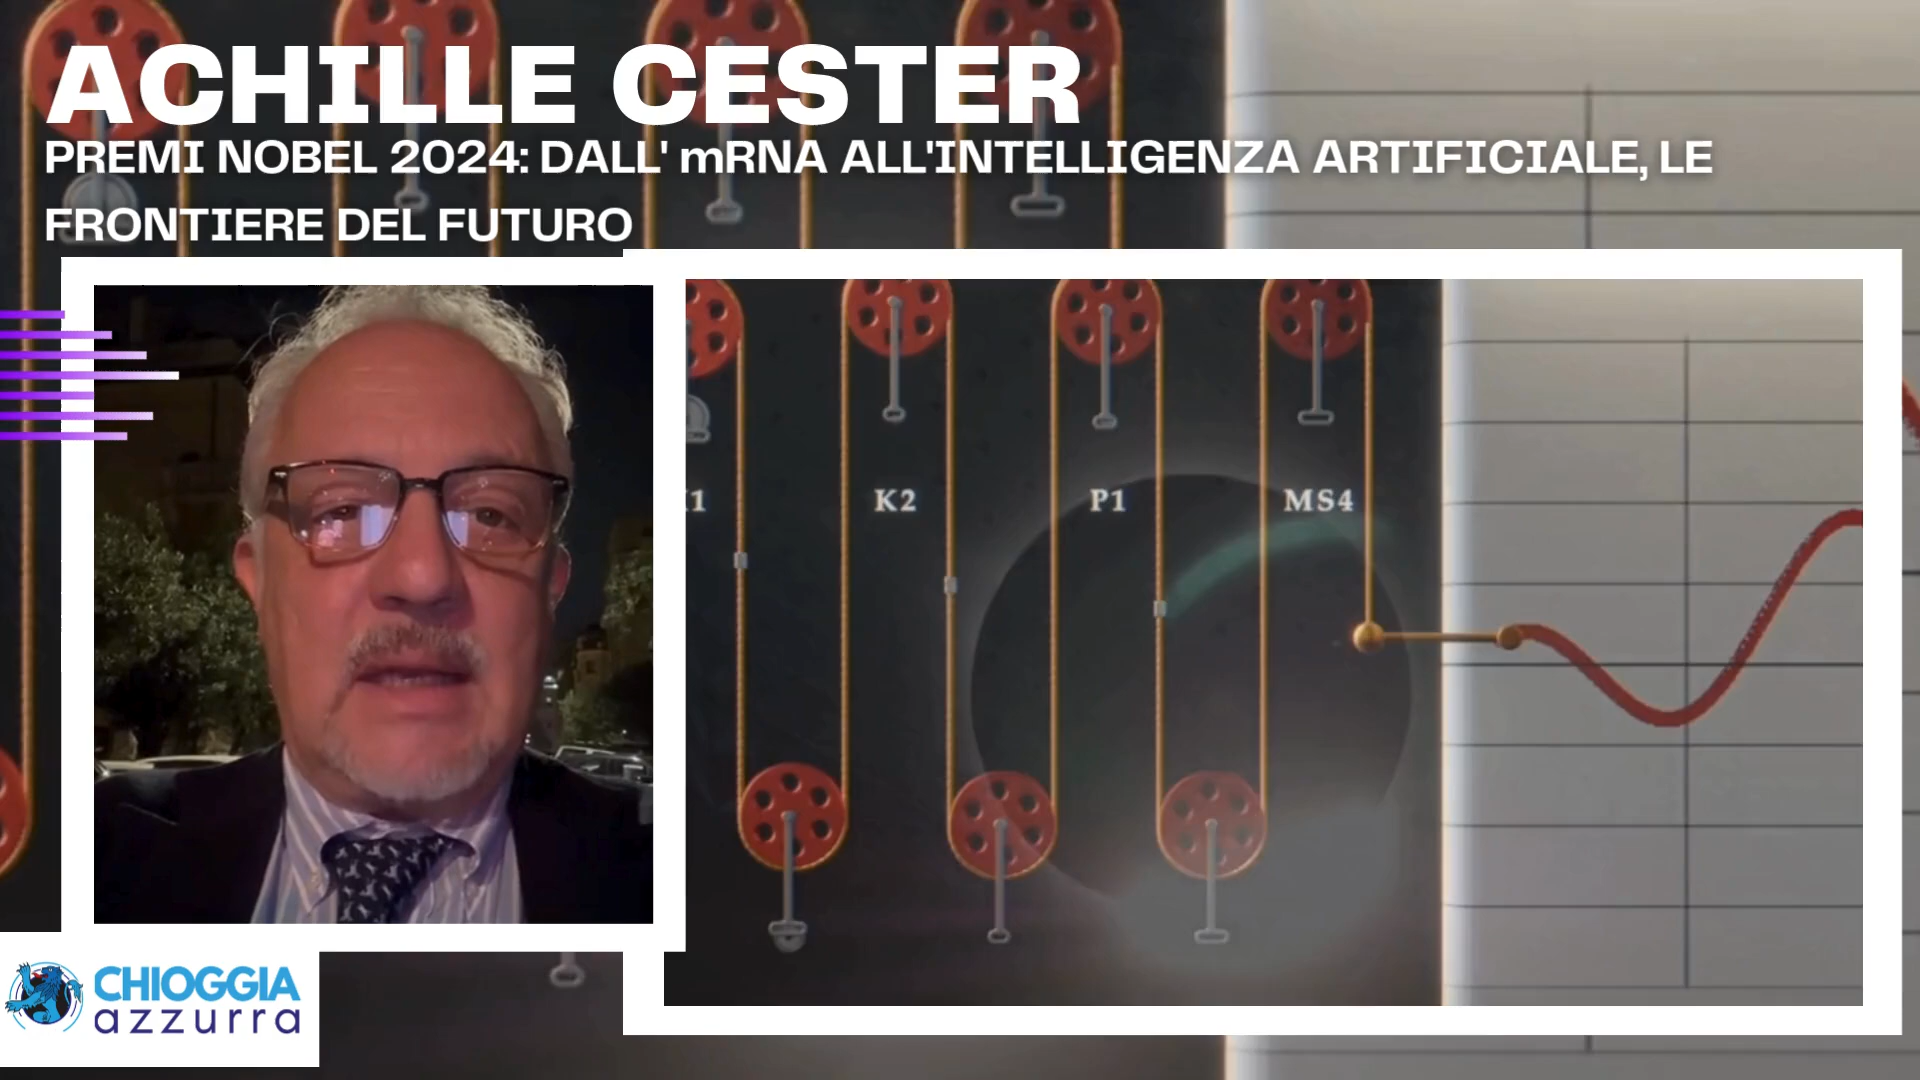 ACHILLE CESTER
PREMI NOBEL 2024: DALL' mRNA ALL'INTELLIGENZA ARTIFICIALE, LE
FRONTIERE DEL FUTURO
K2
P1
MS4
CHIOGGIA
azzurra